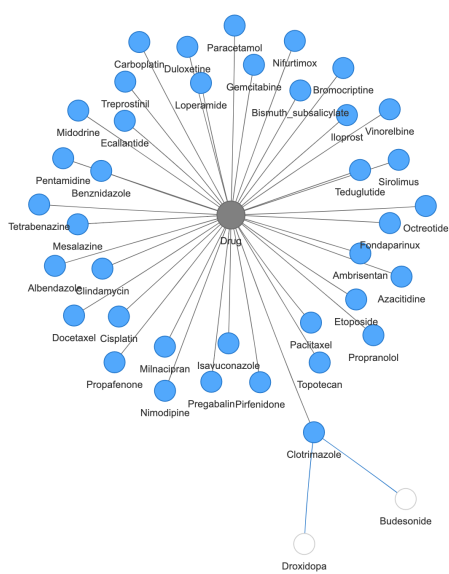 Paracetamol
Carboplatin
Duloxetine
Nifurtimox
Gemcitabine
Bromocriptine
Treprostinil
Loperamide
Bismuth_subsalicylate
Midodrine
Ecallantide
Iloprost
Vinorelbine
Pentamidine
Benznidazole
Teduglutide
Sirolimus
Tetrabenazine
Mesalazine
Drug
Fondaparinux
Octreotide
Albendazole
Clindamycin
Ambrisentan
Azacitidine
Docetaxel
Cisplatin
Etoposide
Propranolol
Propafenone
Milnacipran
Isavuconazole
Paclitaxel
Nimodipine
Pregabalin
Pirfenidone
Topotecan
Clotrimazole
Budesonide
Droxidopa